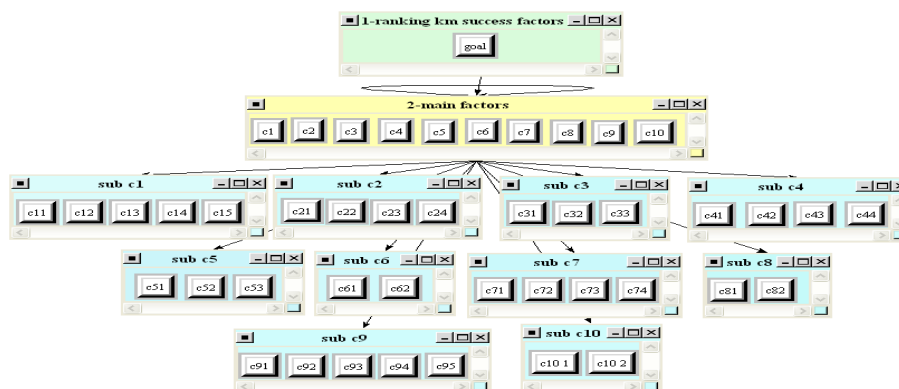 1-ranking km success factors
goal
2-main factors
c1 c2 c3 c4 c5 c6 c7 c8 c9 c10
sub c1
c11 c12 c13 c14 c15
sub c2
c21 c22 c23 c24
sub c3
c31 c32 c33
sub c4
c41 c42 c43 c44
sub c5
c51 c52 c53
sub c6
c61 c62
sub c7
c71 c72 c73 c74
sub c8
c81 c82
sub c9
c91 c92 c93 c94 c95
sub c10
c10 1 c10 2